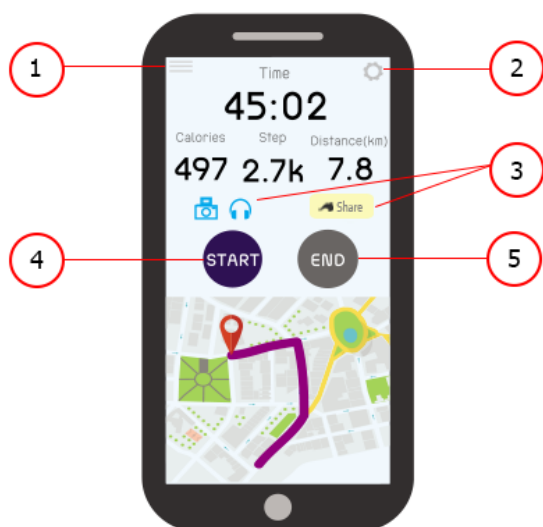 1
2
Time
45:02
Calories Step Distance(km)
497 2.7k 7.8
3
Share
4
START
END
5